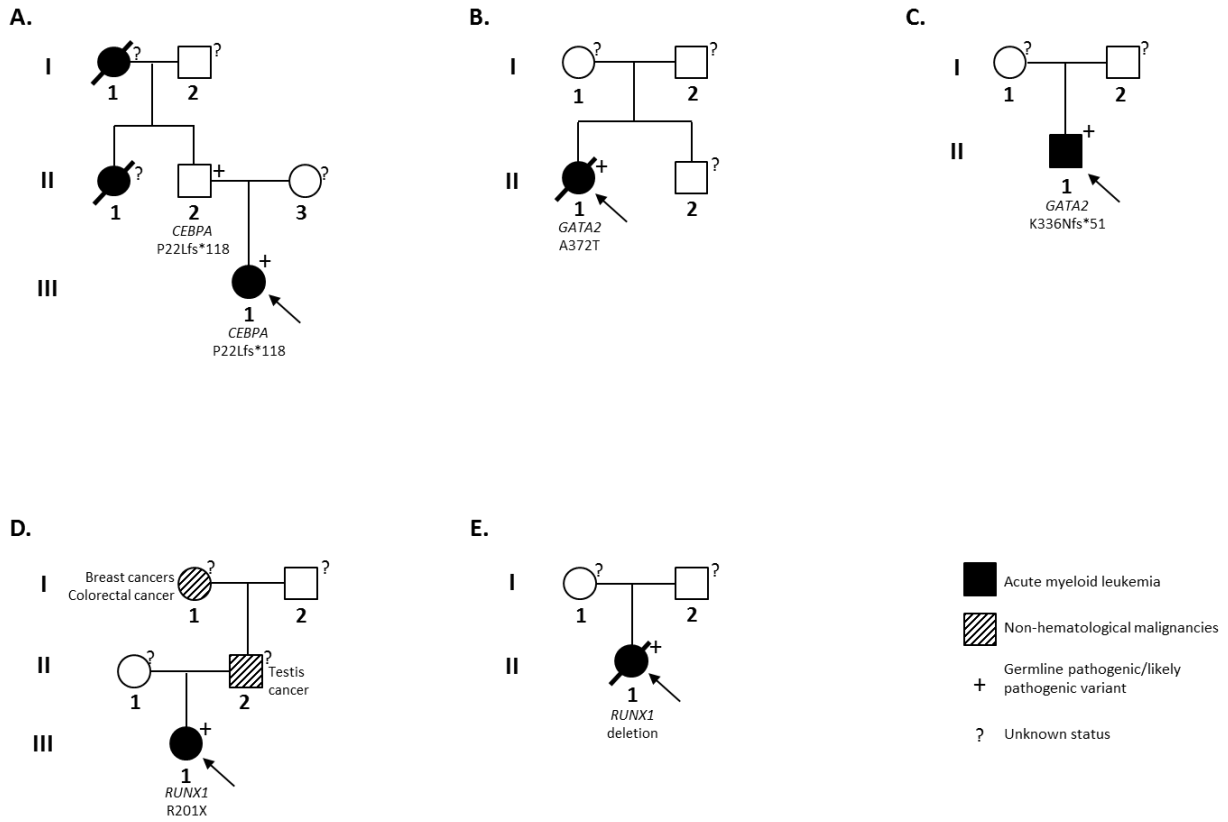 A.
I
?
?
1
2
II
?
+
?
1
2
3
CEBPA
P22Lfs*118
III
+
1
CEBPA
P22Lfs*118
B.
I
?
?
1
2
II
+
?
1
2
GATA2
A372T
C.
I
?
?
1
2
II
+
1
GATA2
K336Nfs*51
D.
I
Breast cancers
Colorectal cancer
?
?
1
2
II
?
?
Testis
cancer
1
2
III
+
1
RUNX1
R201X
E.
I
?
?
1
2
II
+
1
RUNX1
deletion
Acute myeloid leukemia
Non-hematological malignancies
+
Germline pathogenic/likely
pathogenic variant
?
Unknown status